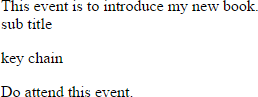 This event is to introduce my new book.
sub title
key chain
Do attend this event.